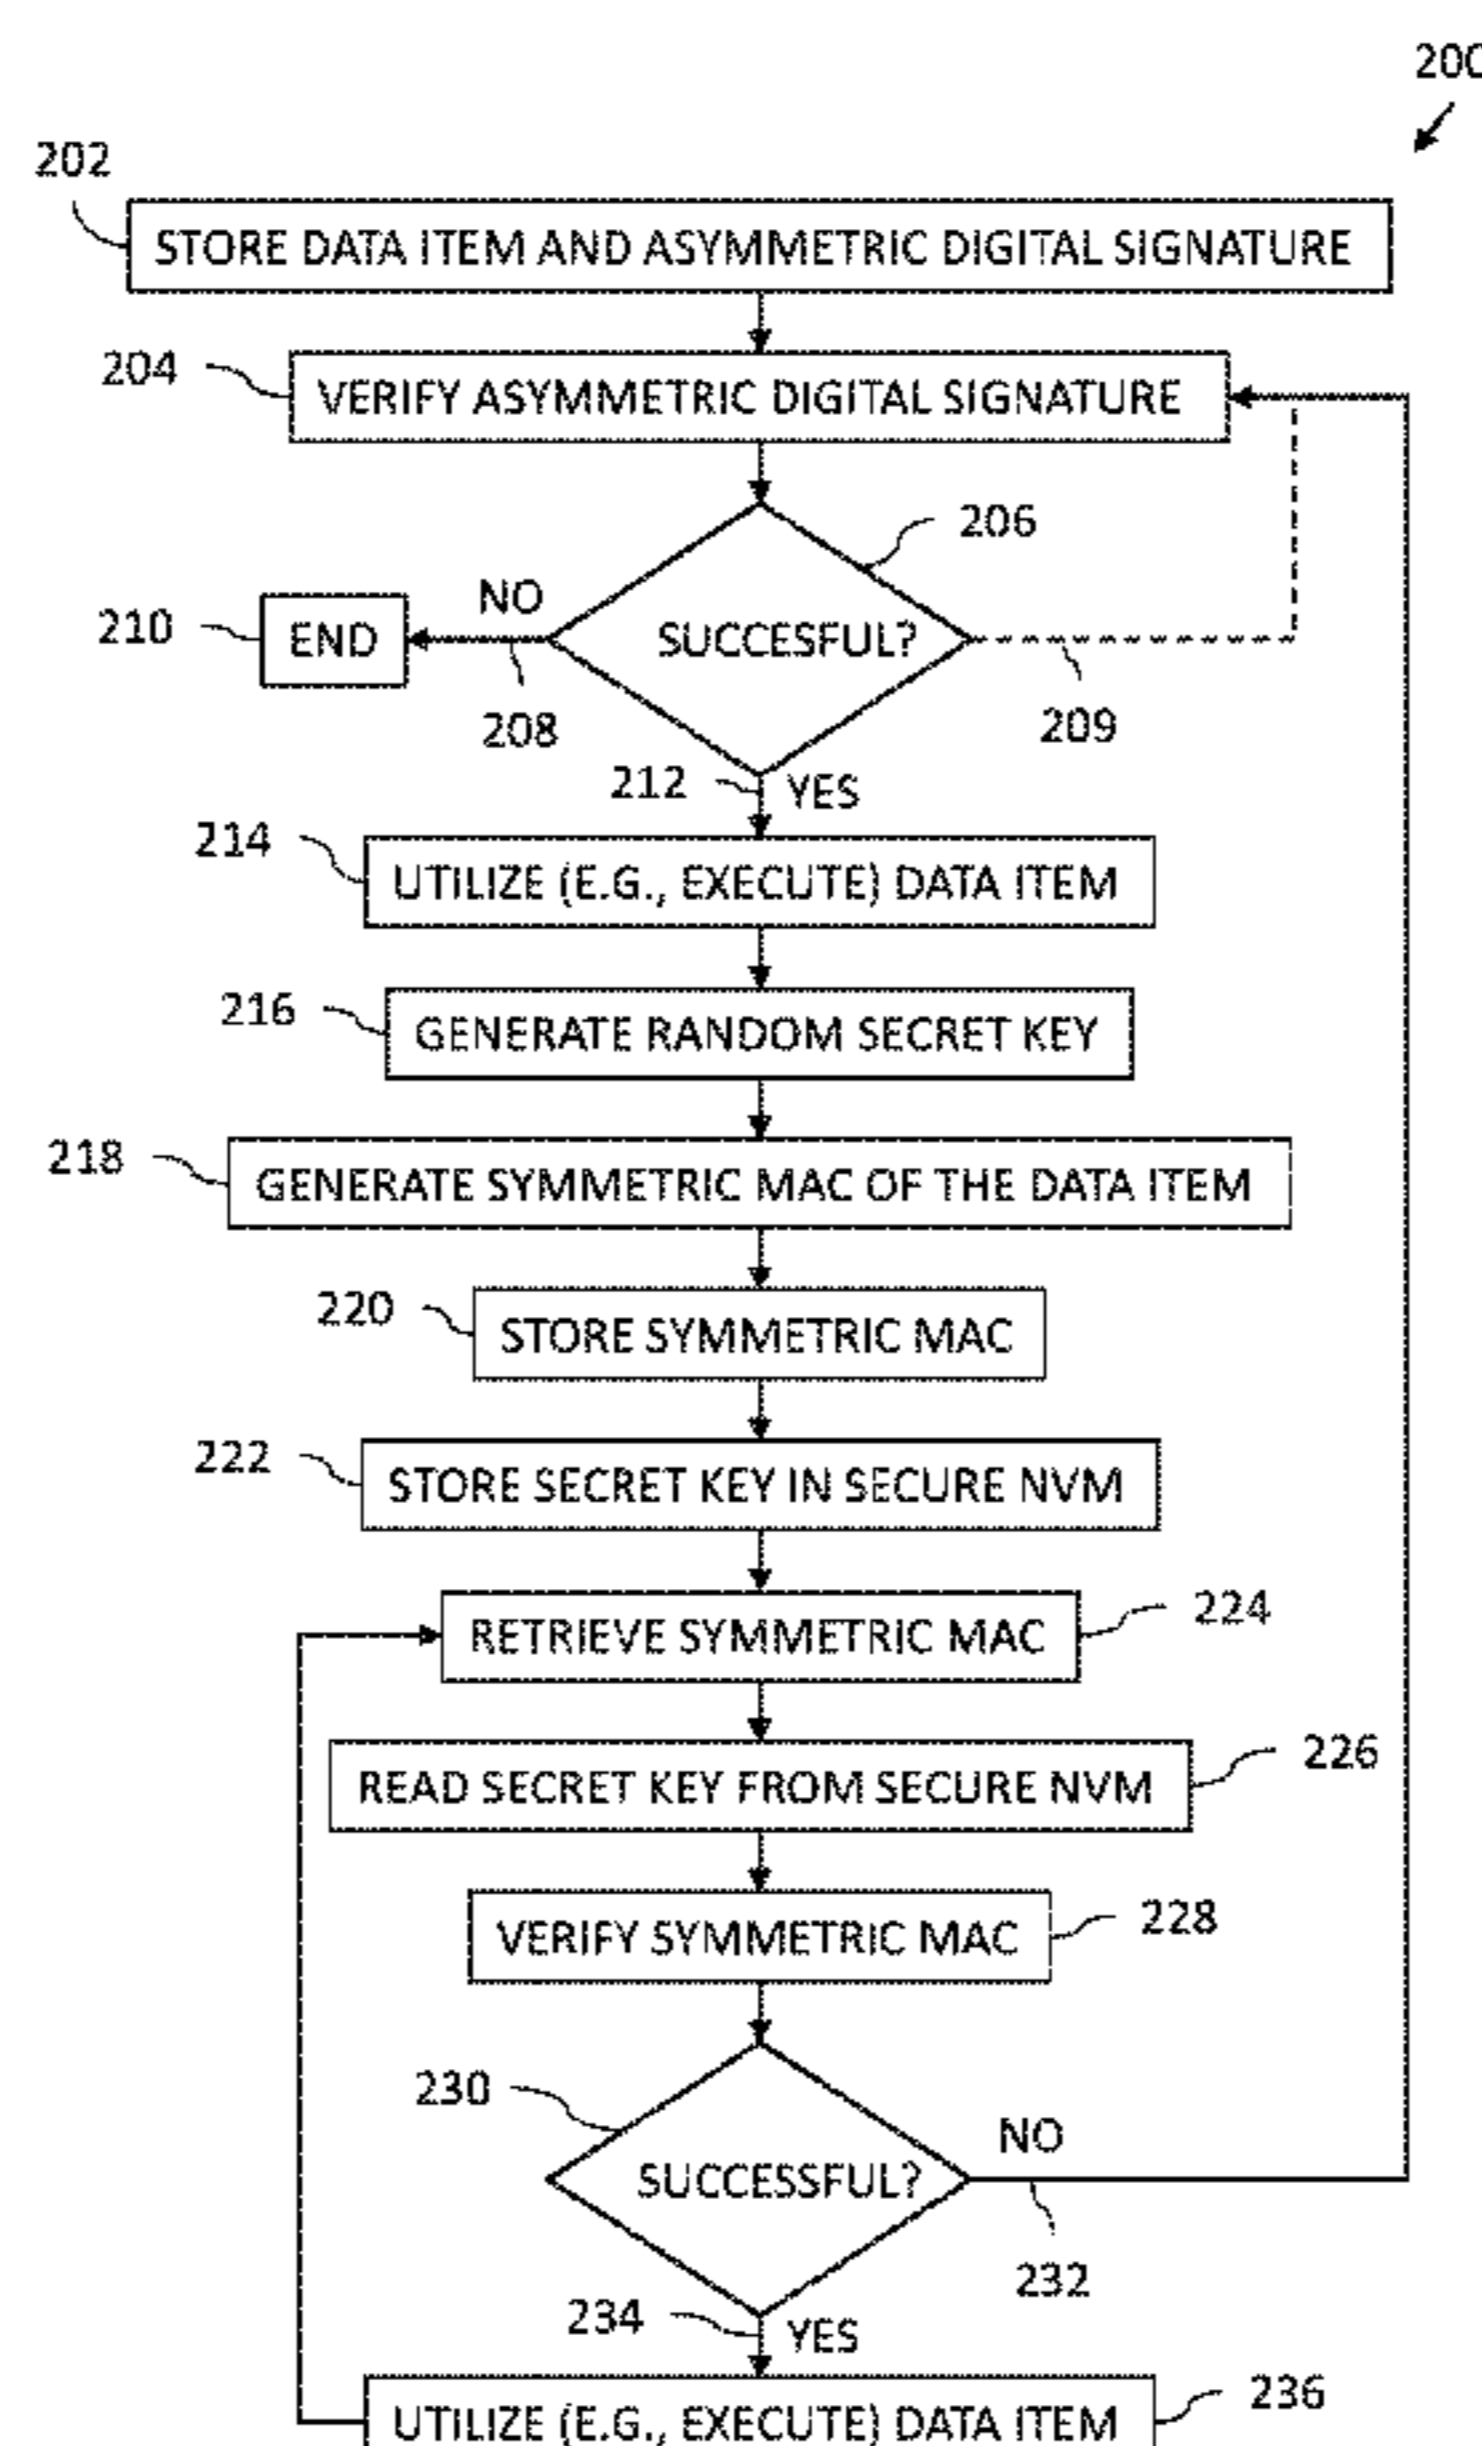 200
202
STORE DATA ITEM AND ASYMMETRIC DIGITAL SIGNATURE
204
VERIFY ASYMMETRIC DIGITAL SIGNATURE
206
NO
210
END
SUCCESFUL?
208
209
212
YES
214
UTILIZE (E.G., EXECUTE) DATA ITEM
216
GENERATE RANDOM SECRET KEY
218
GENERATE SYMMETRIC MAC OF THE DATA ITEM
220
STORE SYMMETRIC MAC
222
STORE SECRET KEY IN SECURE NVM
224
RETRIEVE SYMMETRIC MAC
226
READ SECRET KEY FROM SECURE NVM
228
VERIFY SYMMETRIC MAC
230
NO
SUCCESSFUL?
232
234
YES
236
UTILIZE (E.G., EXECUTE) DATA ITEM